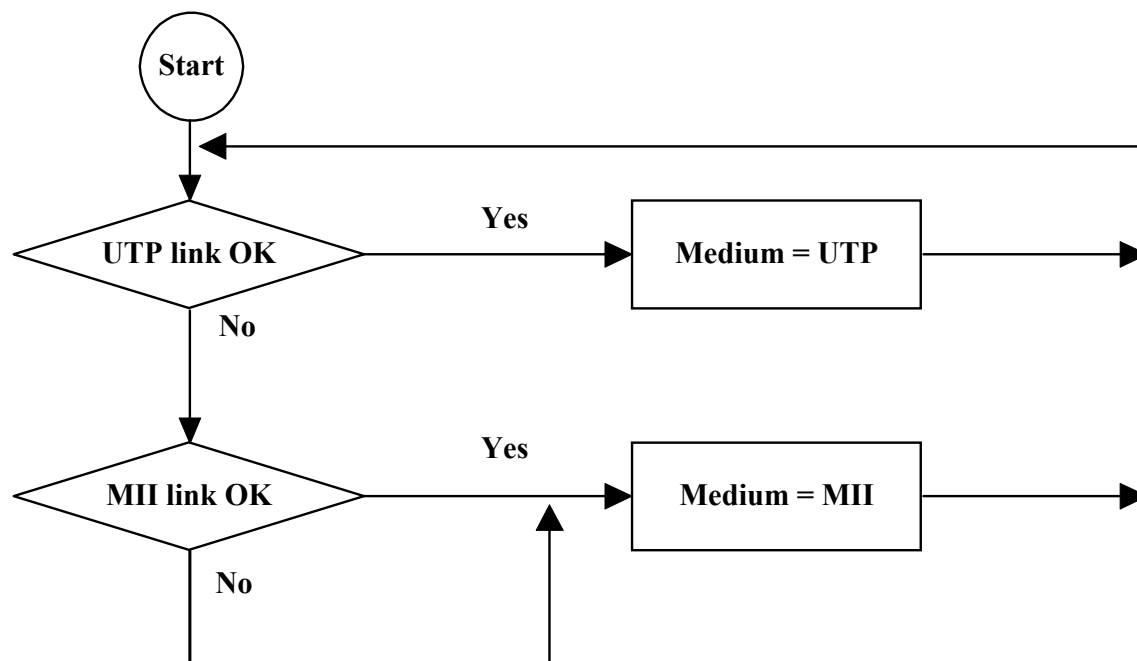 Start
Yes
UTP link OK
Medium = UTP
No
Yes
MII link OK
Medium = MII
No